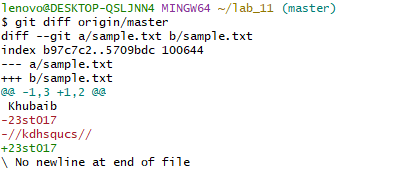 lenovo@DESKTOP-QSLJNN4 MINGW64 ~/lab_11 (master)
$ git diff origin/master
diff --git a/sample.txt b/sample.txt
index b97c7c2..5709bdc 100644
--- a/sample.txt
+++ b/sample.txt
@@ -1,3 +1,2 @@
 Khubaib
-23st017
-//kdhsqucs//
+23st017
\ No newline at end of file